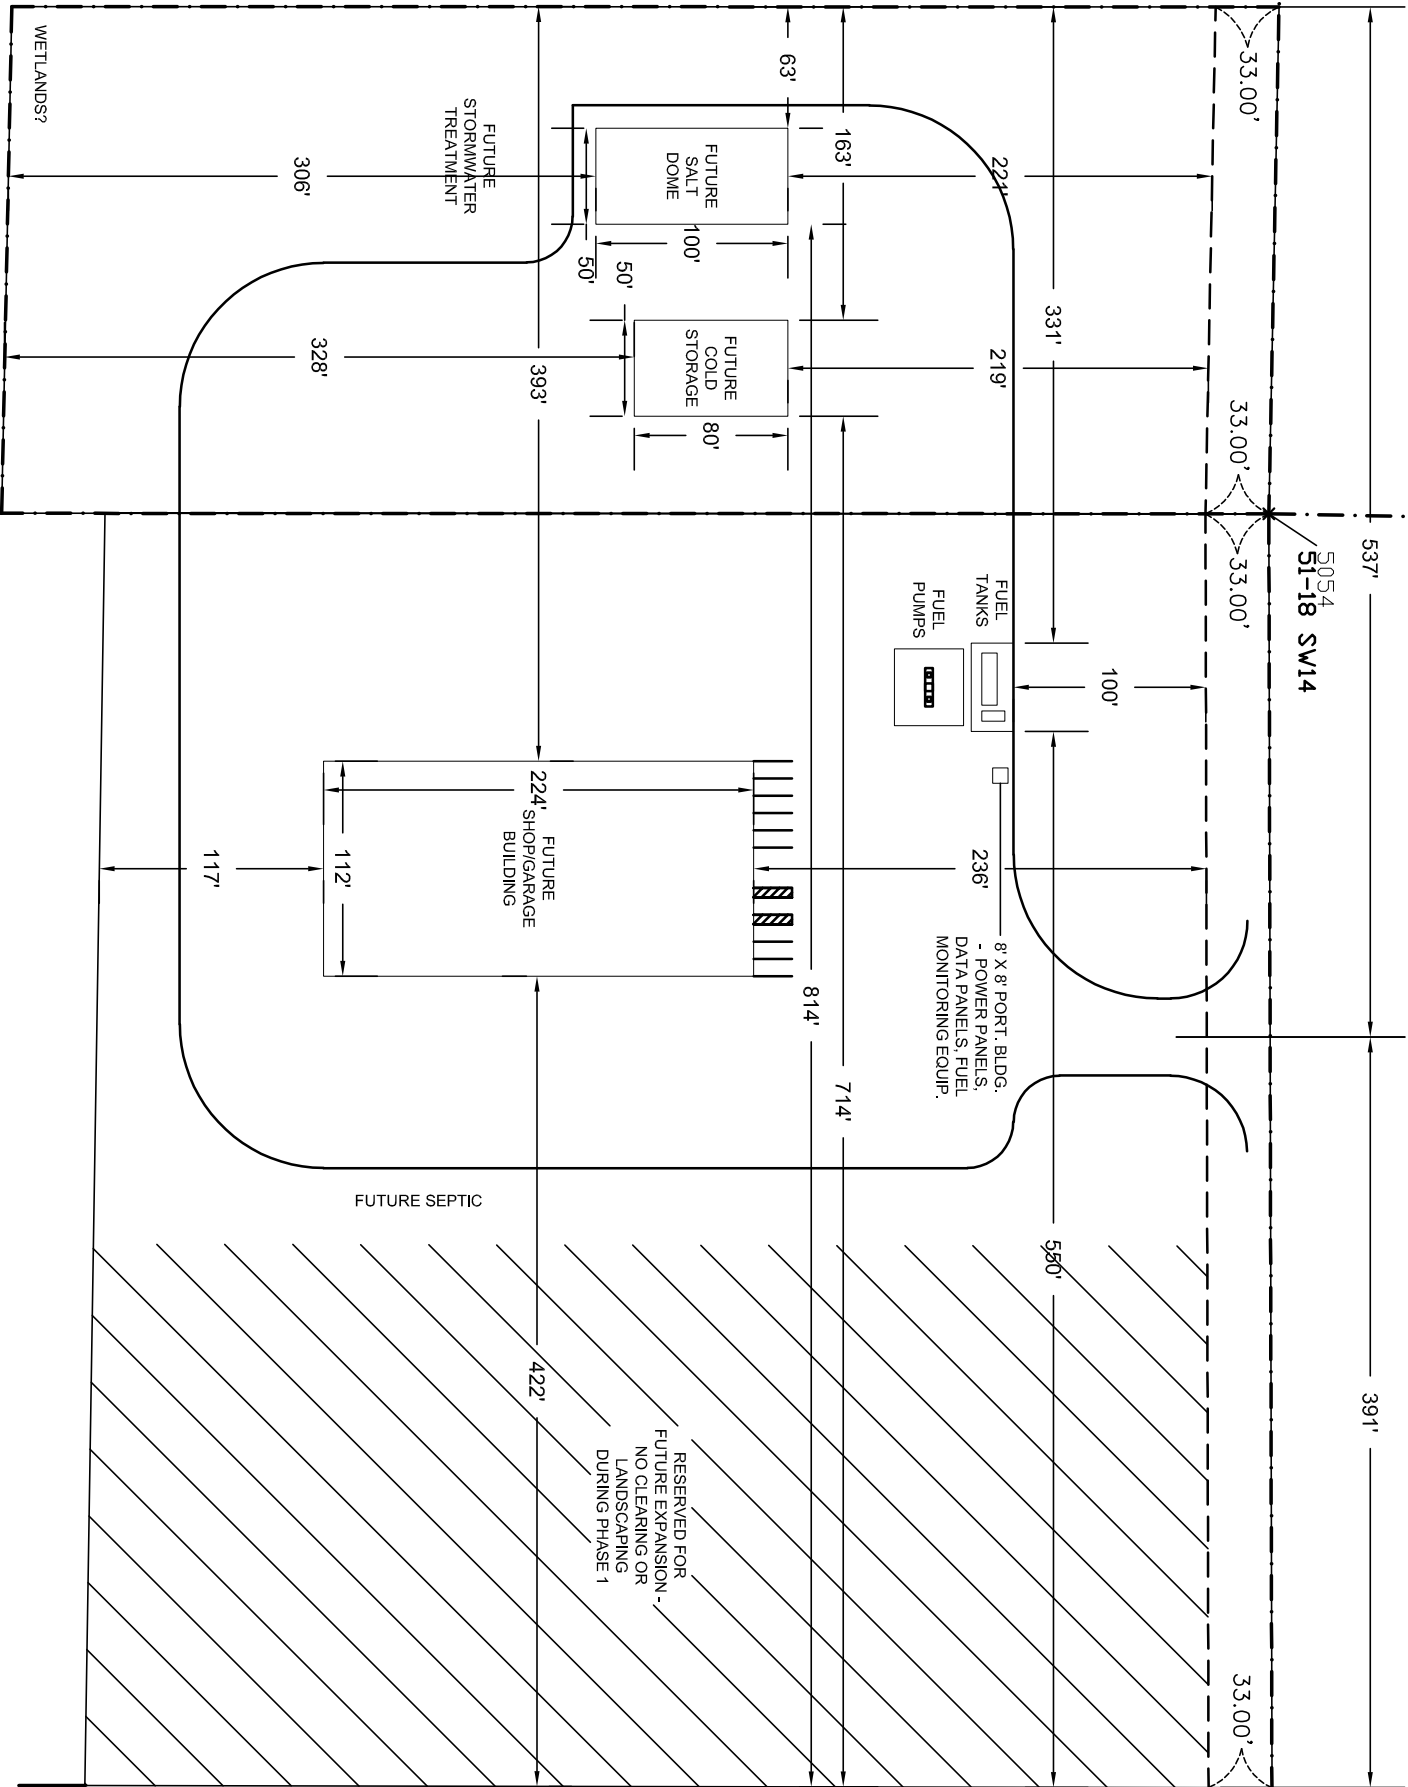 33.00'
33.00'
33.00'
33.00'
537'
391'
5054
51-18 SW14
331'
100'
550'
221'
219'
236'
FUEL
TANKS
FUEL
PUMPS
8' X 8' PORT. BLDG.
- POWER PANELS,
DATA PANELS, FUEL
MONITORING EQUIP.
163'
714'
63'
814'
FUTURE
SALT
DOME
100'
50'
FUTURE
COLD
STORAGE
80'
50'
393'
422'
224'
FUTURE
SHOP/GARAGE
BUILDING
112'
117'
RESERVED FOR
FUTURE EXPANSION -
NO CLEARING OR
LANDSCAPING
DURING PHASE 1
FUTURE
STORMWATER
TREATMENT
306'
328'
FUTURE SEPTIC
WETLANDS?